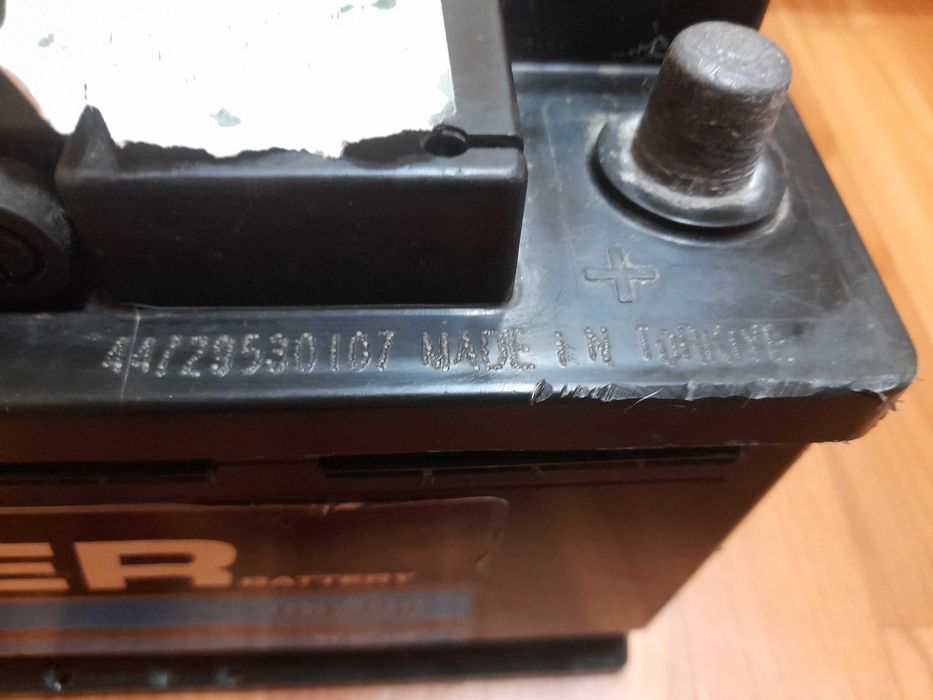 +
44729530107 MADE IN TURKIYE
ER BATTERY